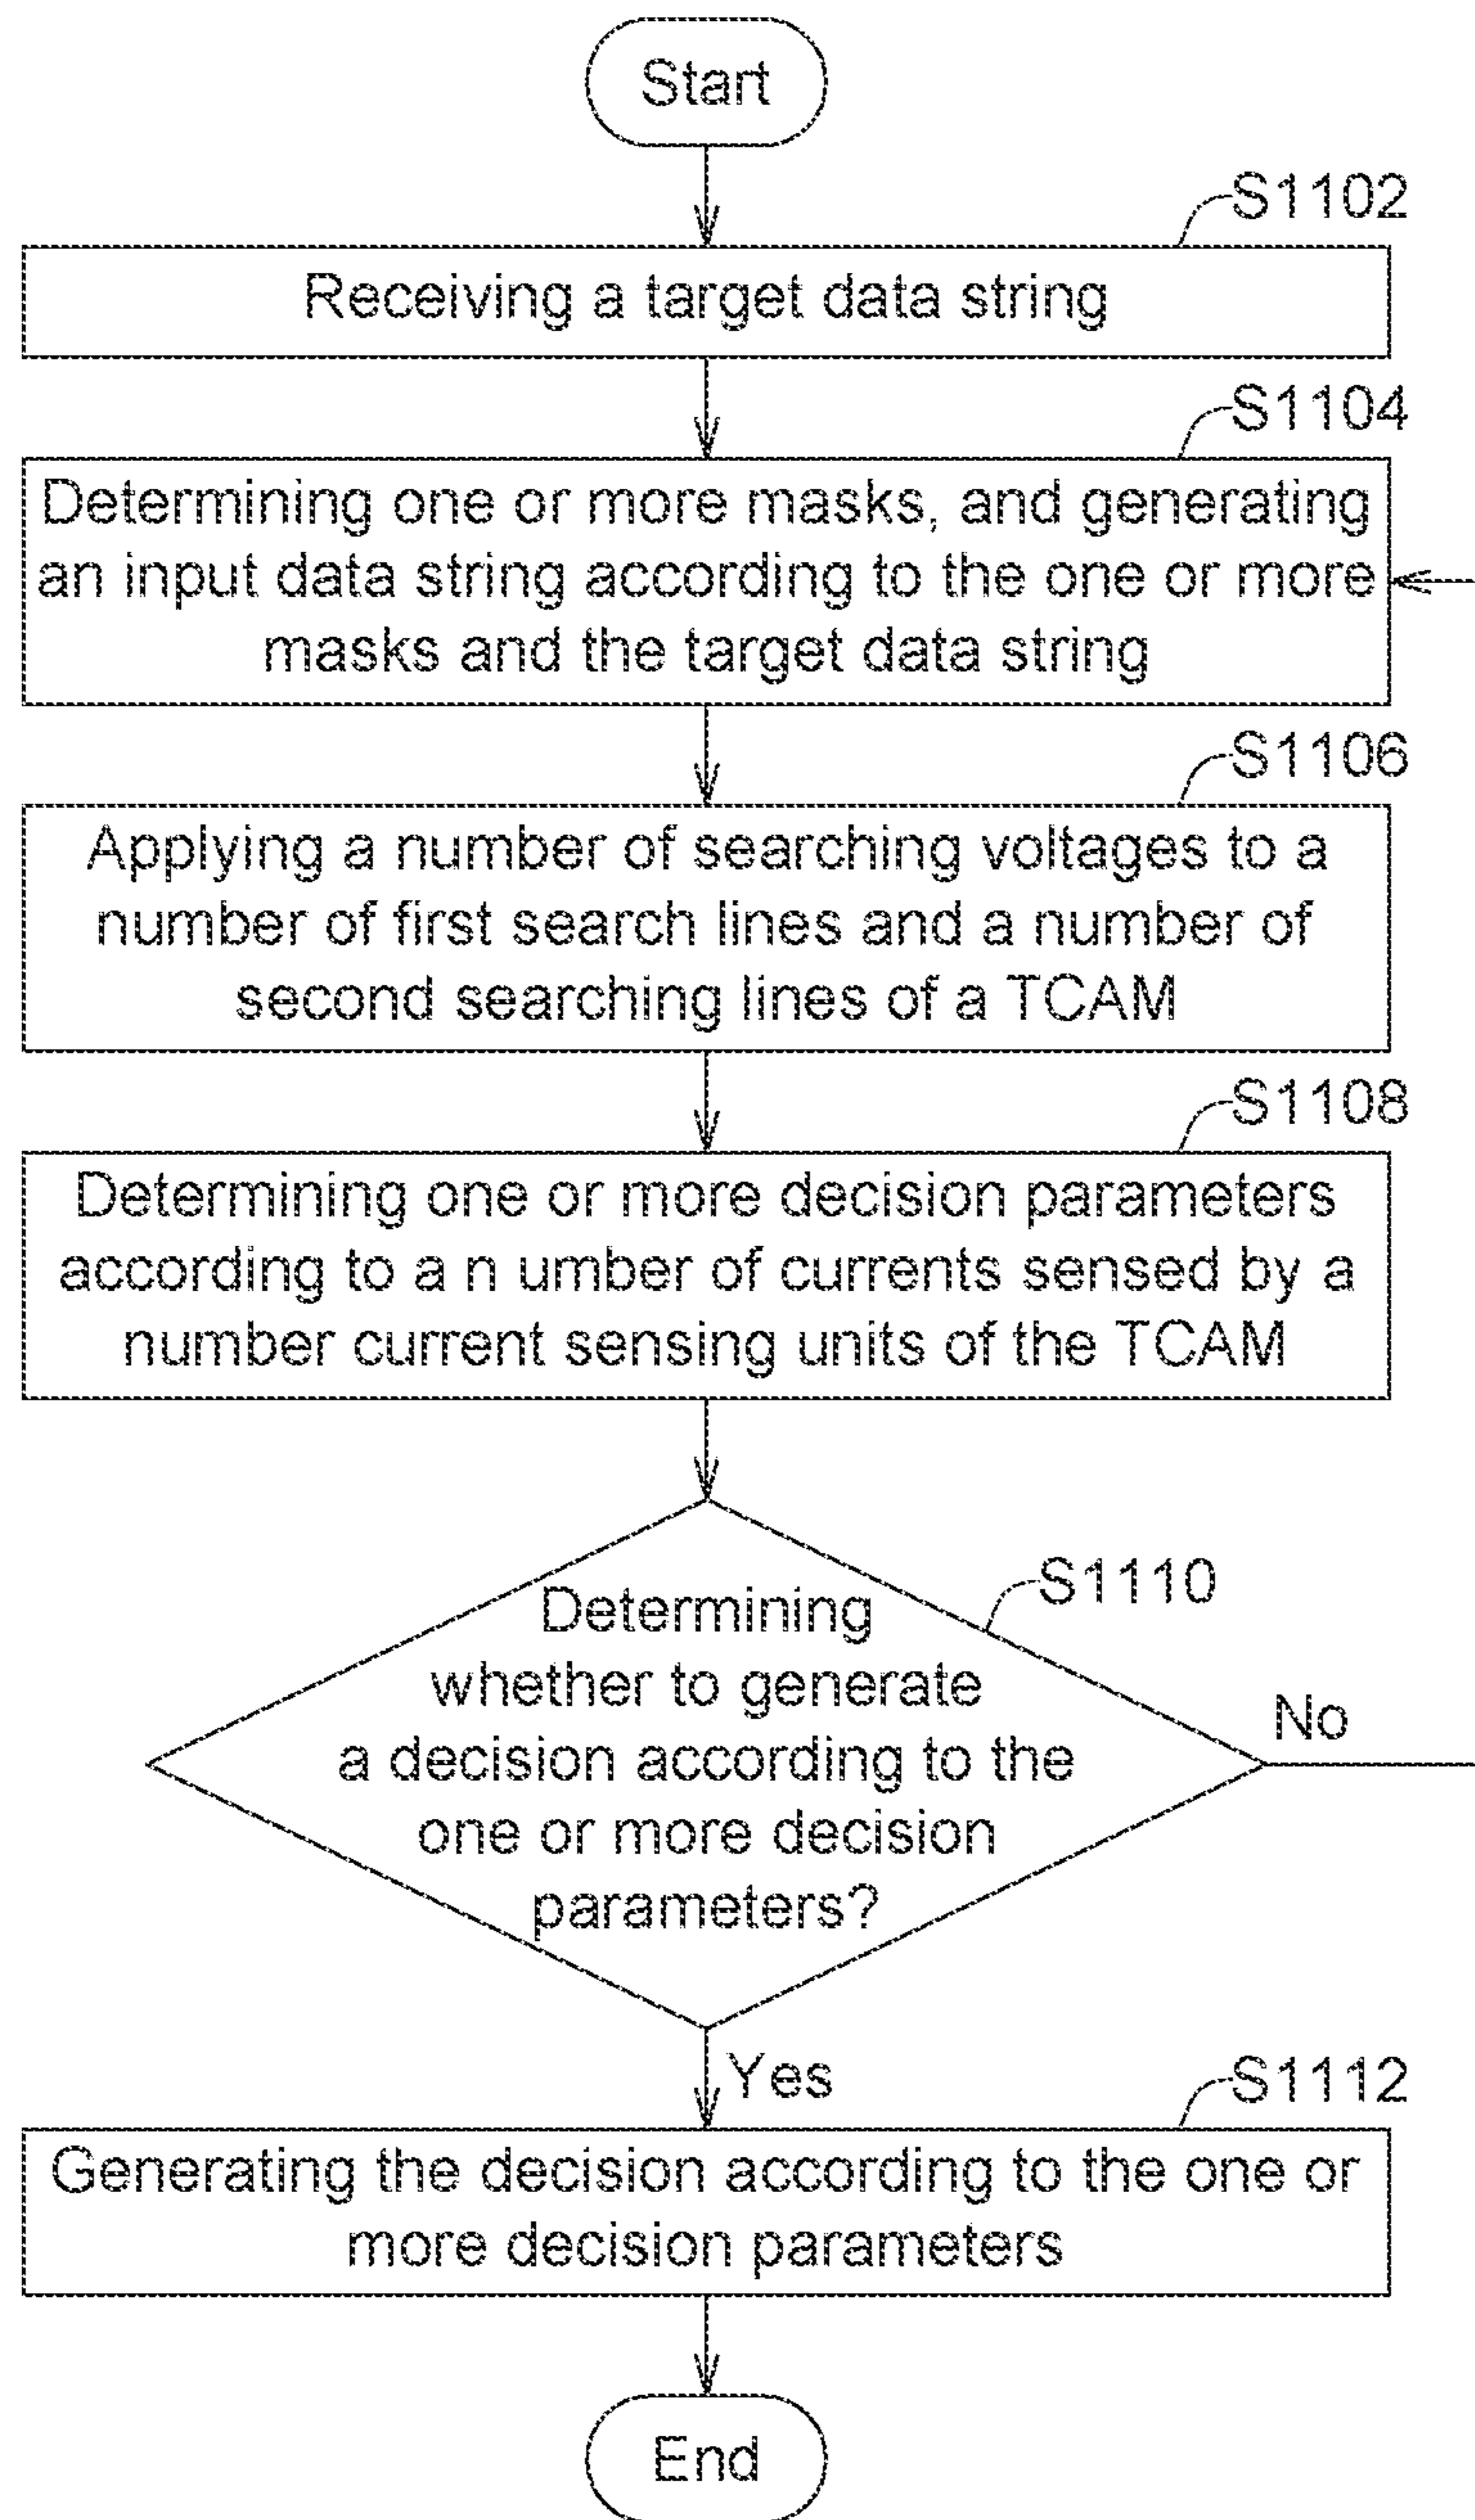 Start
S1102
Receiving a target data string
S1104
Determining one or more masks, and generating
an input data string according to the one or more
masks and the target data string
S1106
Applying a number of searching voltages to a
number of first search lines and a number of
second searching lines of a TCAM
S1108
Determining one or more decision parameters
according to a n umber of currents sensed by a
number current sensing units of the TCAM
S1110
Determining
whether to generate
a decision according to the
one or more decision
parameters?
No
Yes
S1112
Generating the decision according to the one or
more decision parameters
End